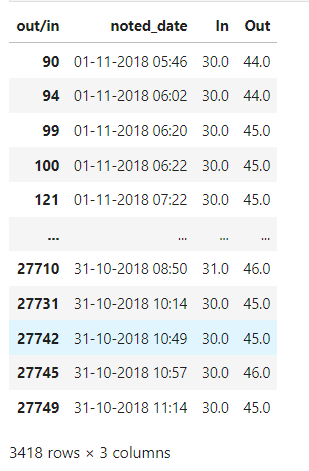 out/in noted_date In Out
90 01-11-2018 05:46 30.0 44.0
94 01-11-2018 06:02 30.0 44.0
99 01-11-2018 06:20 30.0 45.0
100 01-11-2018 06:22 30.0 45.0
121 01-11-2018 07:22 30.0 45.0
... ... ... ...
27710 31-10-2018 08:50 31.0 46.0
27731 31-10-2018 10:14 30.0 45.0
27742 31-10-2018 10:49 30.0 45.0
27745 31-10-2018 10:57 30.0 46.0
27749 31-10-2018 11:14 30.0 45.0
3418 rows × 3 columns